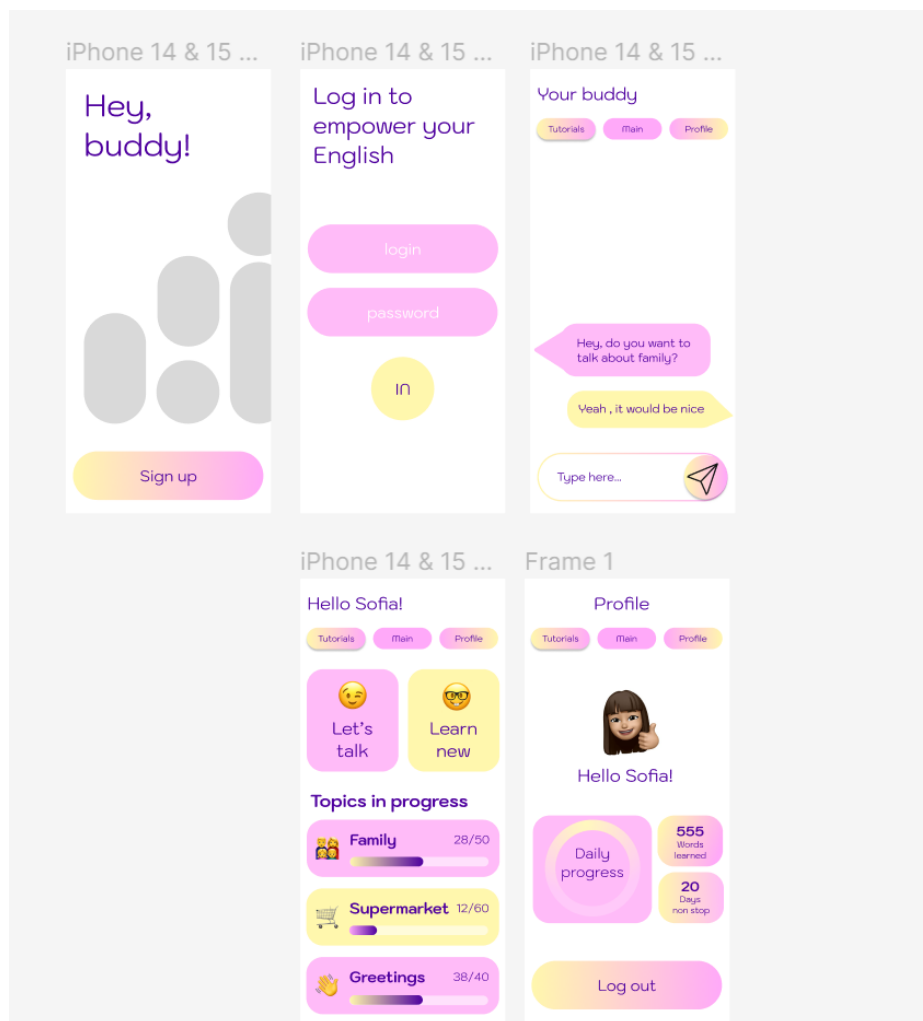 iPhone 14 & 15 ...
Hey,
buddy!
Sign up
iPhone 14 & 15 ...
Log in to
empower your
English
login
password
IN
iPhone 14 & 15 ...
Your buddy
Tutorials
Main
Profile
Hey, do you want to
talk about family?
Yeah , it would be nice
Type here...
iPhone 14 & 15 ...
Hello Sofia!
Tutorials
Main
Profile
Let's
talk
Learn
new
Topics in progress
Family 28/50
Supermarket 12/60
Greetings 38/40
Frame 1
Profile
Tutorials
Main
Profile
Hello Sofia!
Daily
progress
555
Words
learned
20
Days
non stop
Log out